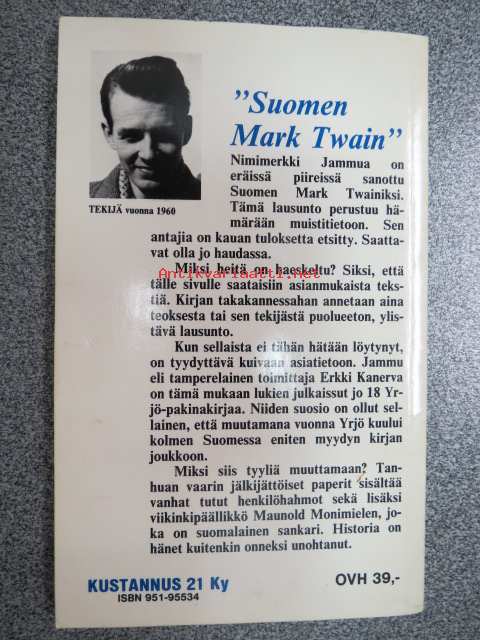 "Suomen
Mark Twain"
Nimimerkki Jammua on
eräissä piireissä sanottu
Suomen Mark Twainiksi.
Tämä lausunto perustuu hä-
märään muistitietoon. Sen
antajia on kauan tuloksetta etsitty. Saatta-
vat olla jo haudassa.
TEKIJÄ vuonna 1960
Miksi heitä on haeskeltu? Siksi, että
Antikvariaatti.net
tälle sivulle saataisiin asianmukaista teks-
tiä. Kirjan takakannessahan annetaan aina
teoksesta tai sen tekijästä puolueeton, ylis-
tävä lausunto.
Kun sellaista ei tähän hätään löytynyt,
on tyydyttävä kuivaan asiatietoon. Jammu
eli tamperelainen toimittaja Erkki Kanerva
on tämä mukaan lukien julkaissut jo 18 Yr-
jö-pakinakirjaa. Niiden suosio on ollut sel-
lainen, että muutamana vuonna Yrjö kuului
kolmen Suomessa eniten myydyn kirjan
joukkoon.
Miksi siis tyyliä muuttamaan? Tan-
huan vaarin jälkijättöiset paperit sisältää
vanhat tutut henkilöhahmot sekä lisäksi
viikinkipäällikkö Maunold Monimielen, jo-
ka on suomalainen sankari. Historia on
hänet kuitenkin onneksi unohtanut.
KUSTANNUS 21 Ky
ISBN 951-95534
OVH 39,-